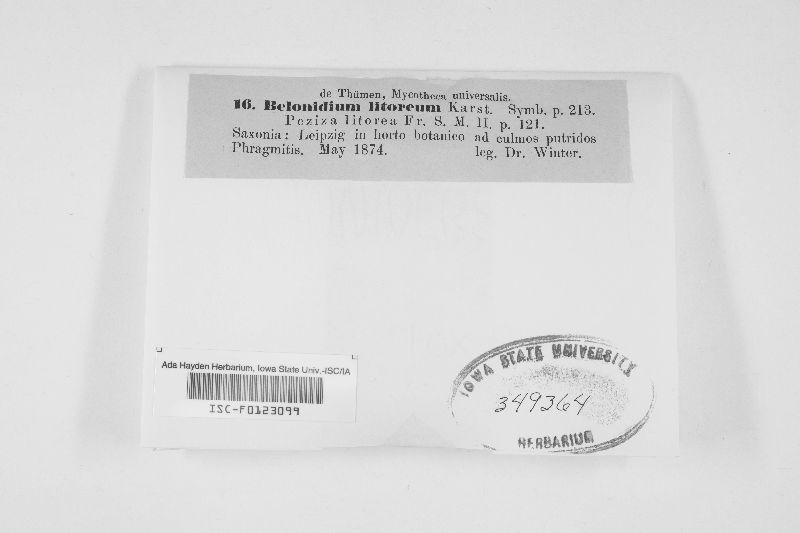 de Thümen, Mycotheca universalis.
16. Belonidium litoreum Karst. Symb. p. 213.
Peziza litorea Fr. S. M. II. p. 121.
Saxonia: Leipzig in horto botanico ad culmos putridos
Phragmitis. May 1874. leg. Dr. Winter.
Ada Hayden Herbarium, Iowa State Univ.-ISC/IA
ISC-F0123099
IOWA STATE UNIVERSITY
349364
HERBARIUM